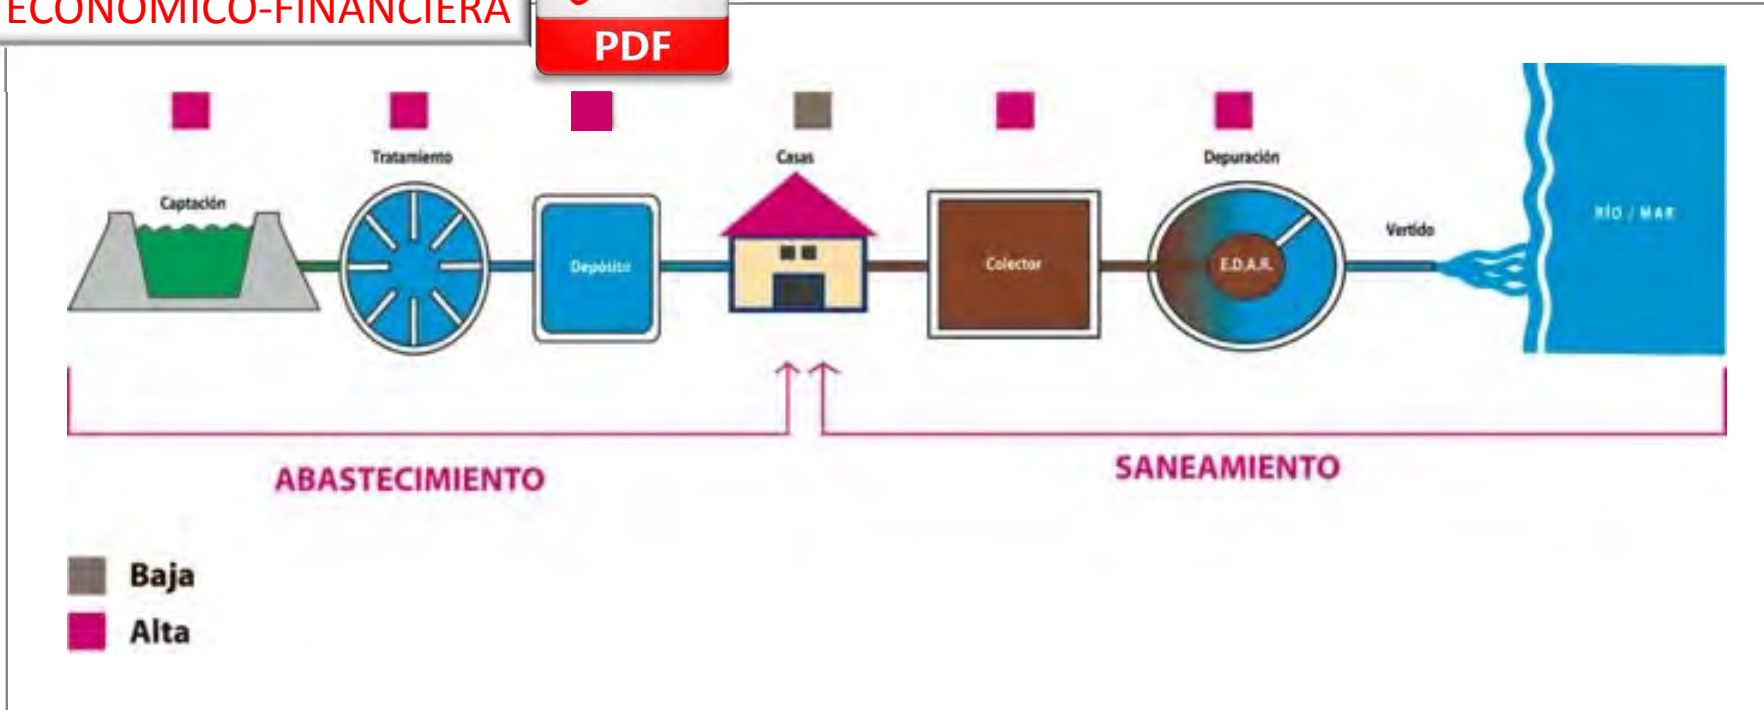 ECONÓMICO-FINANCIERA
PDF
Tratamiento
Casas
Depuración
Captación
Vertido
RÍO / MAR
Depósito
Colector
E.D.A.R.
ABASTECIMIENTO
SANEAMIENTO
Baja
Alta